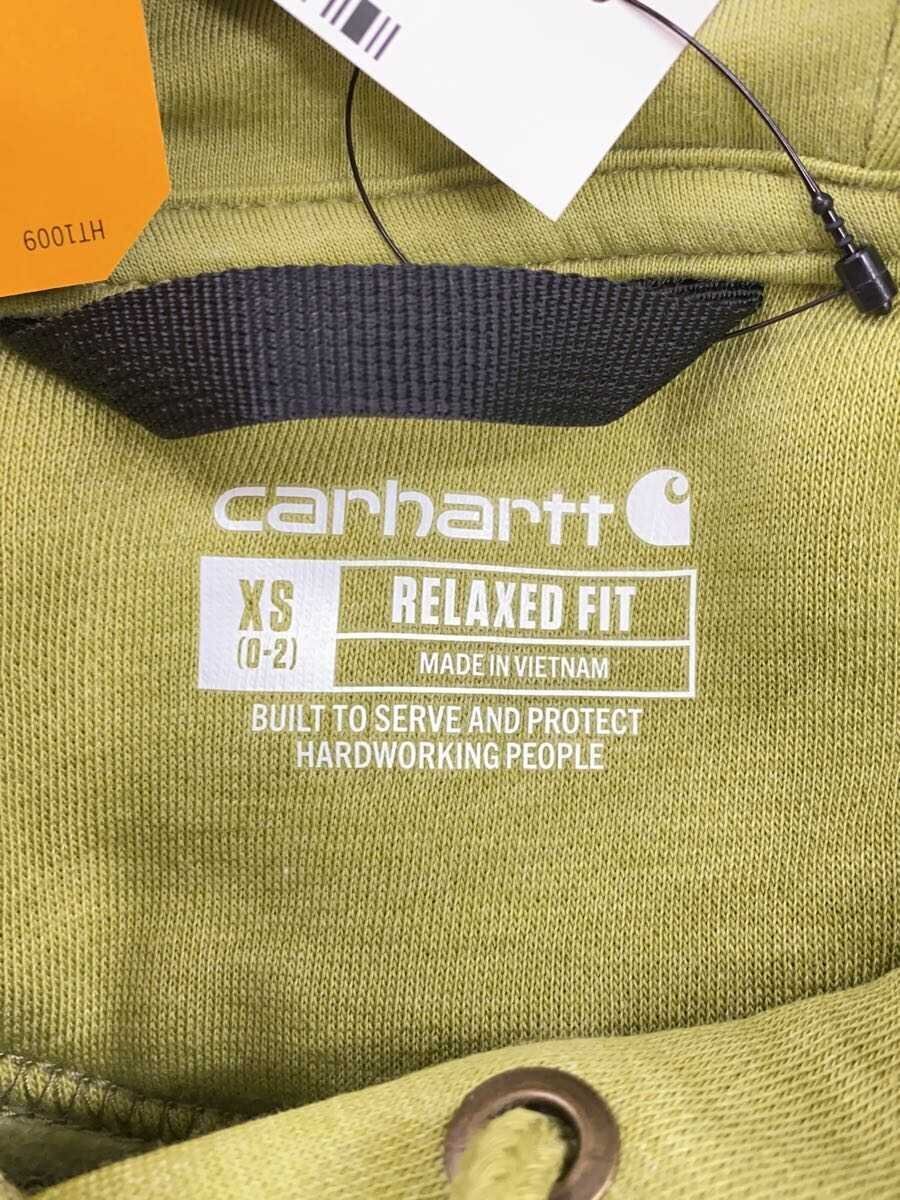 HT1009
carhartt
XS
(0-2)
RELAXED FIT
MADE IN VIETNAM
BUILT TO SERVE AND PROTECT
HARDWORKING PEOPLE